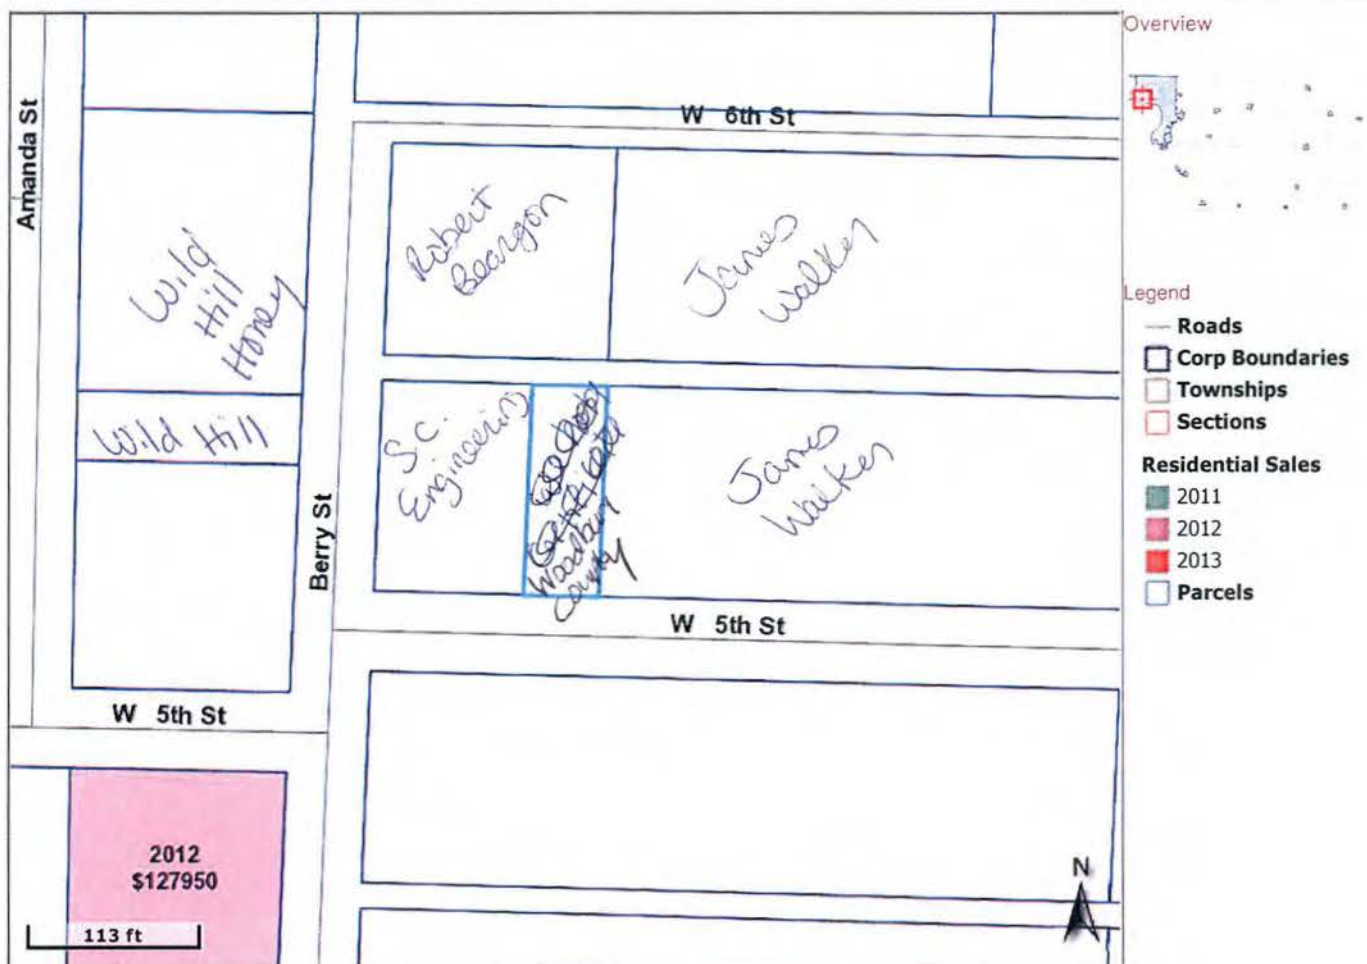 Overview
Amanda St
W 6th St
Robert
Beargon
James
Walker
Wild
Hill
Honey
Legend
Roads
Corp Boundaries
Townships
Sections
Residential Sales
2011
2012
2013
Parcels
Wild Hill
S.C.
Engineering
Certificate
Woodbury
County
James
Walker
Berry St
W 5th St
W 5th St
2012
$127950
113 ft
N